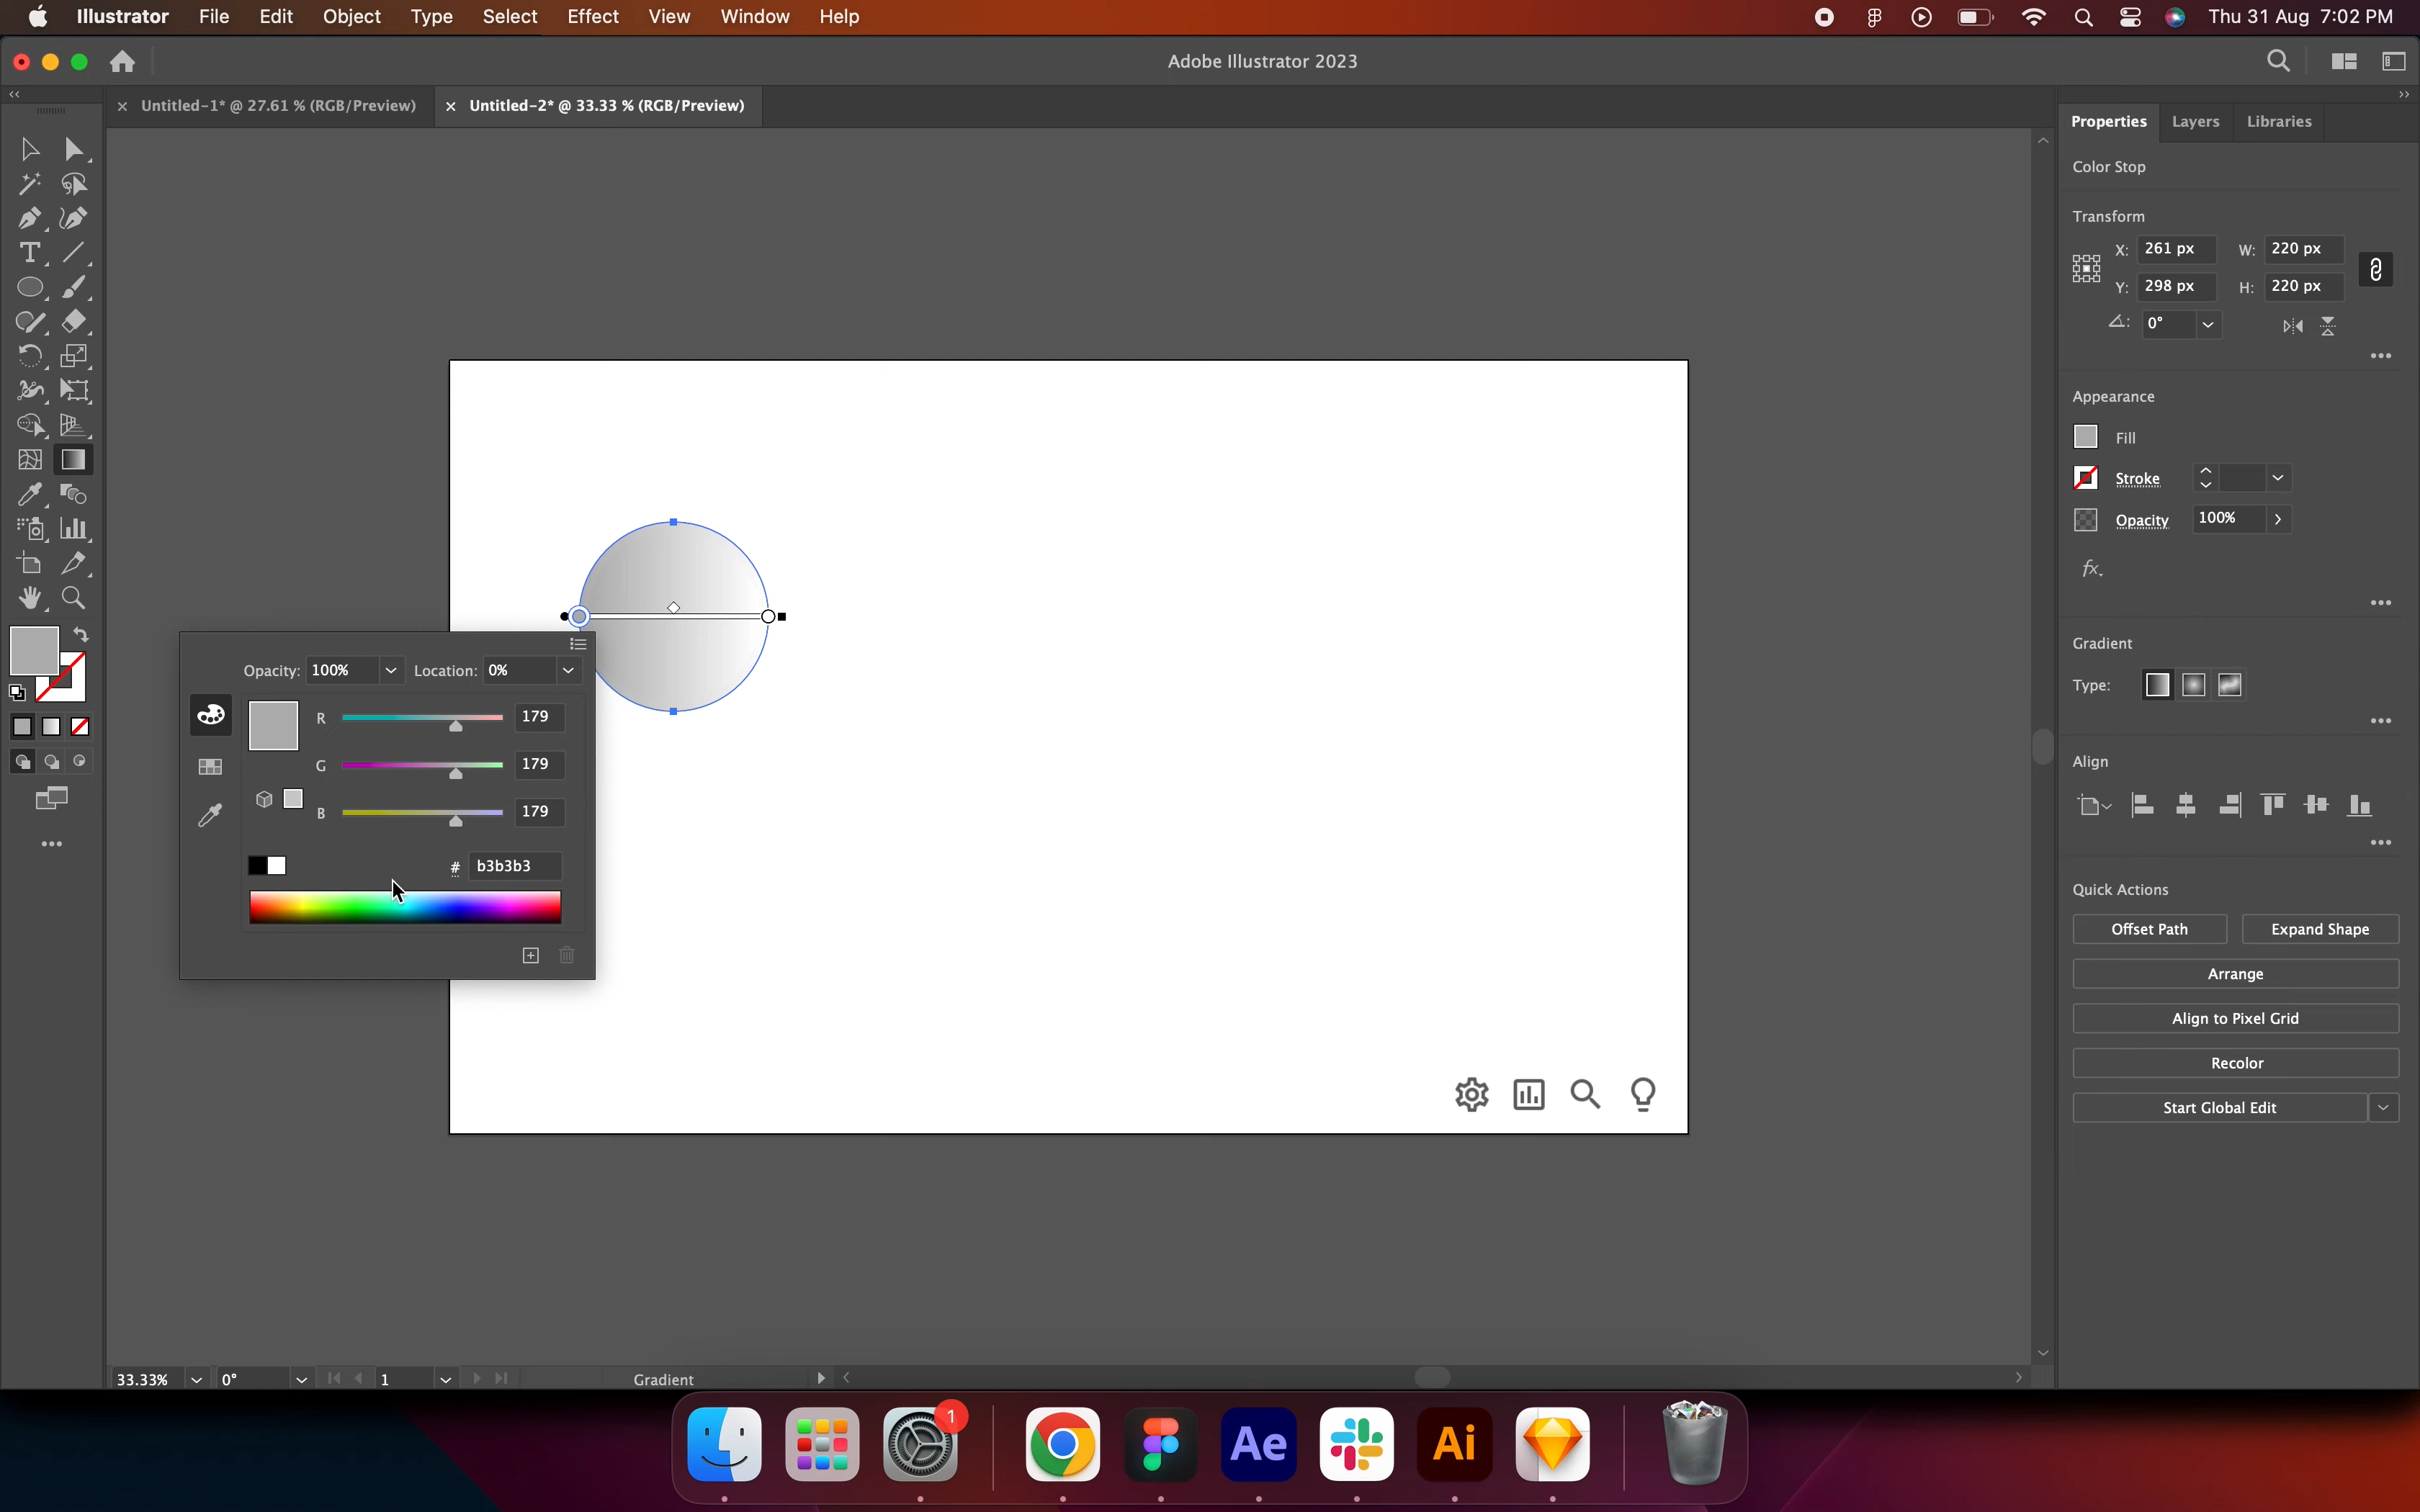 Illustrator File Edit Object Type Select Effect View Window Help
Thu 31 Aug 7:02 PM
Adobe Illustrator 2023
Untitled-1* @ 27.61 % (RGB/Preview)
Untitled-2* @ 33.33 % (RGB/Preview)
Properties Layers Libraries
Color Stop
Transform
X: 261 px W: 220 px
Y: 298 px H: 220 px
0°
Appearance
Fill
Stroke
Opacity 100%
fx
Gradient
Type:
Align
Quick Actions
Offset Path Expand Shape
Arrange
Align to Pixel Grid
Recolor
Start Global Edit
Opacity: 100% Location: 0%
R 179
G 179
B 179
# b3b3b3
33.33% 0° 1 Gradient
1
Ae
Ai